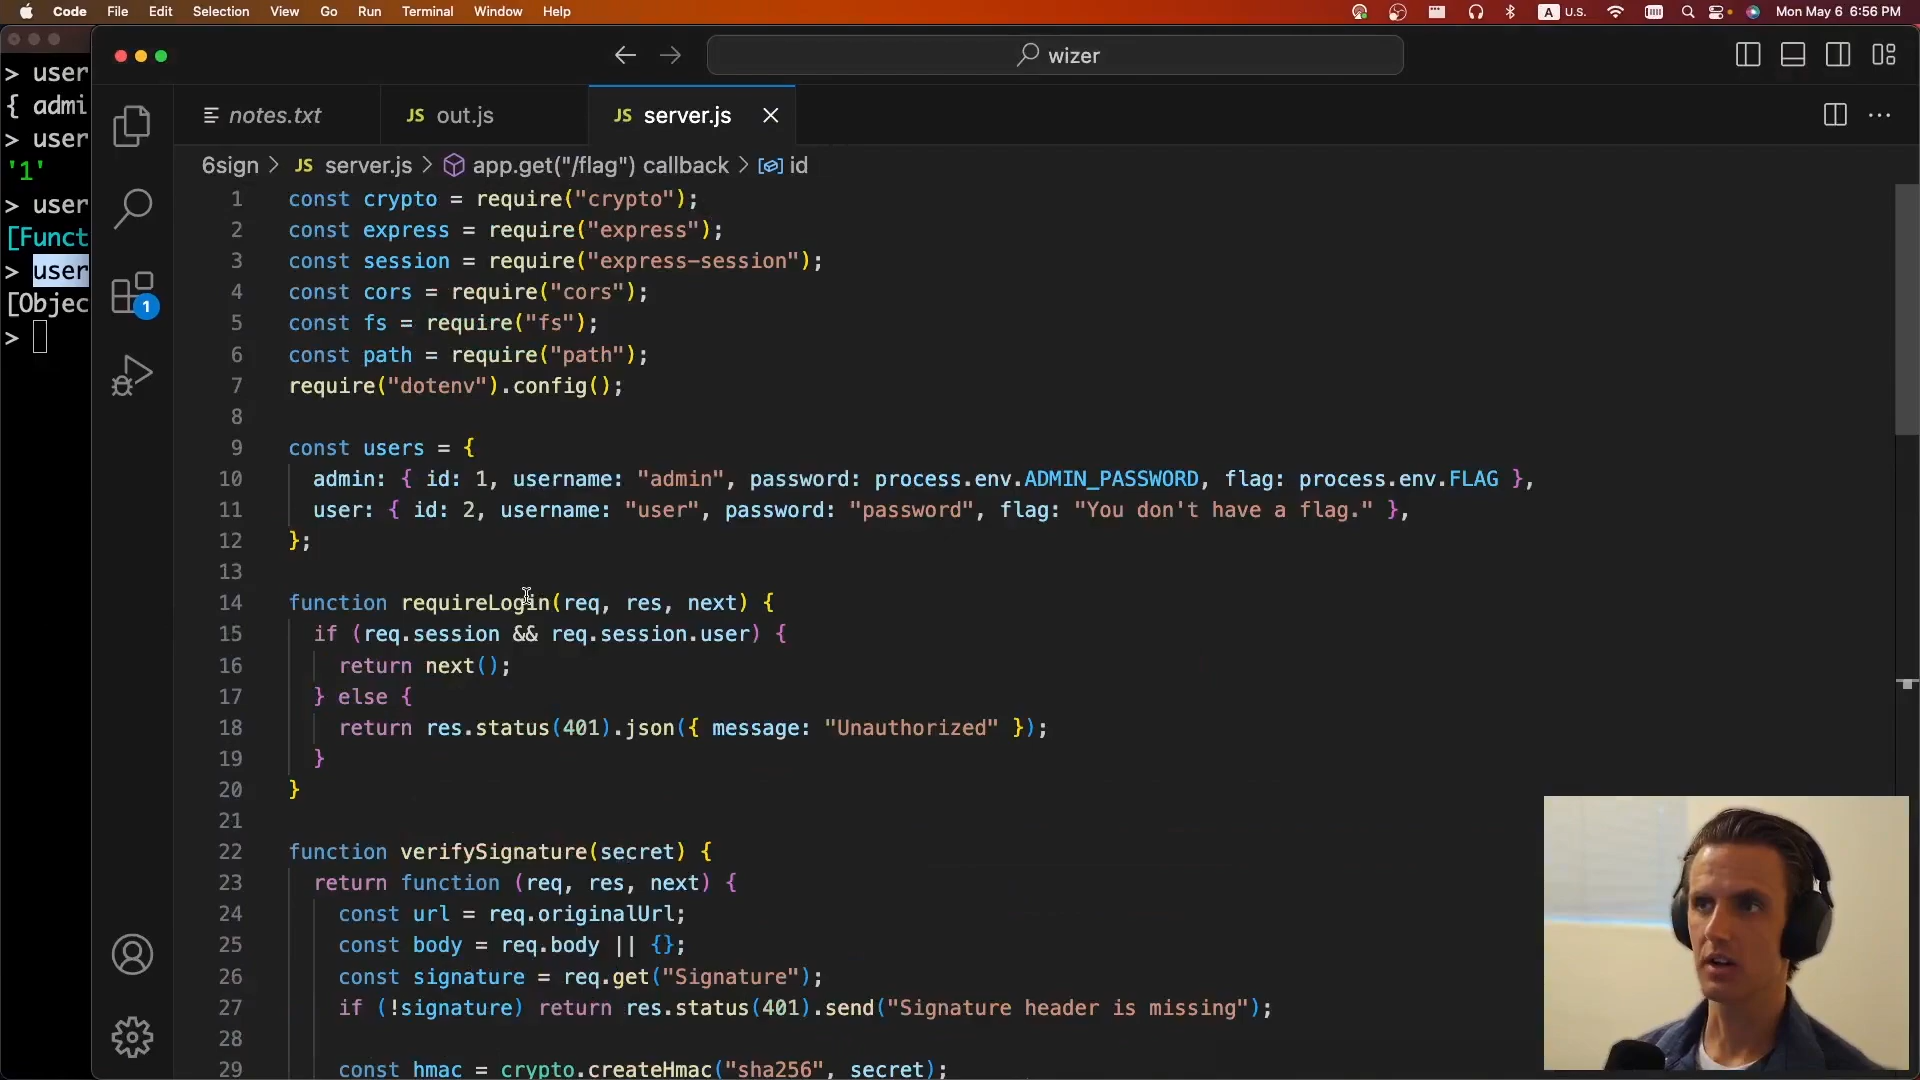 Code File Edit Selection View Go Run Terminal Window Help A U.S. Mon May 6 6:56 PM
wizer
> user
{ admi
> user
'1'
> user
[Funct
> user
[Objec
>
1
notes.txt JS out.js JS server.js
6sign > JS server.js > app.get("/flag") callback > id
1 const crypto = require("crypto");
2 const express = require("express");
3 const session = require("express-session");
4 const cors = require("cors");
5 const fs = require("fs");
6 const path = require("path");
7 require("dotenv").config();
8
9 const users = {
10 admin: { id: 1, username: "admin", password: process.env.ADMIN_PASSWORD, flag: process.env.FLAG },
11 user: { id: 2, username: "user", password: "password", flag: "You don't have a flag." },
12 };
13
14 function requireLogin(req, res, next) {
15 if (req.session && req.session.user) {
16 return next();
17 } else {
18 return res.status(401).json({ message: "Unauthorized" });
19 }
20 }
21
22 function verifySignature(secret) {
23 return function (req, res, next) {
24 const url = req.originalUrl;
25 const body = req.body || {};
26 const signature = req.get("Signature");
27 if (!signature) return res.status(401).send("Signature header is missing");
28
29 const hmac = crypto.createHmac("sha256", secret);